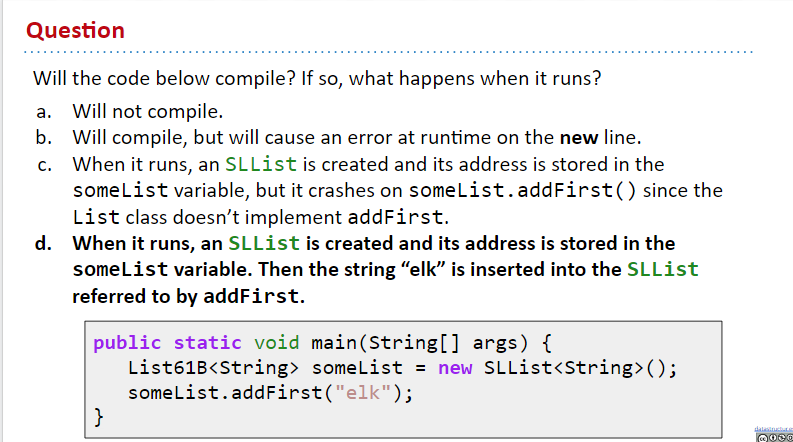 Question
Will the code below compile? If so, what happens when it runs?
a. Will not compile.
b. Will compile, but will cause an error at runtime on the new line.
c. When it runs, an SLList is created and its address is stored in the
someList variable, but it crashes on someList.addFirst() since the
List class doesn’t implement addFirst.
d. When it runs, an SLList is created and its address is stored in the
someList variable. Then the string “elk” is inserted into the SLList
referred to by addFirst.
public static void main(String[] args) {
List61B<String> someList = new SLList<String>();
someList.addFirst("elk");
}